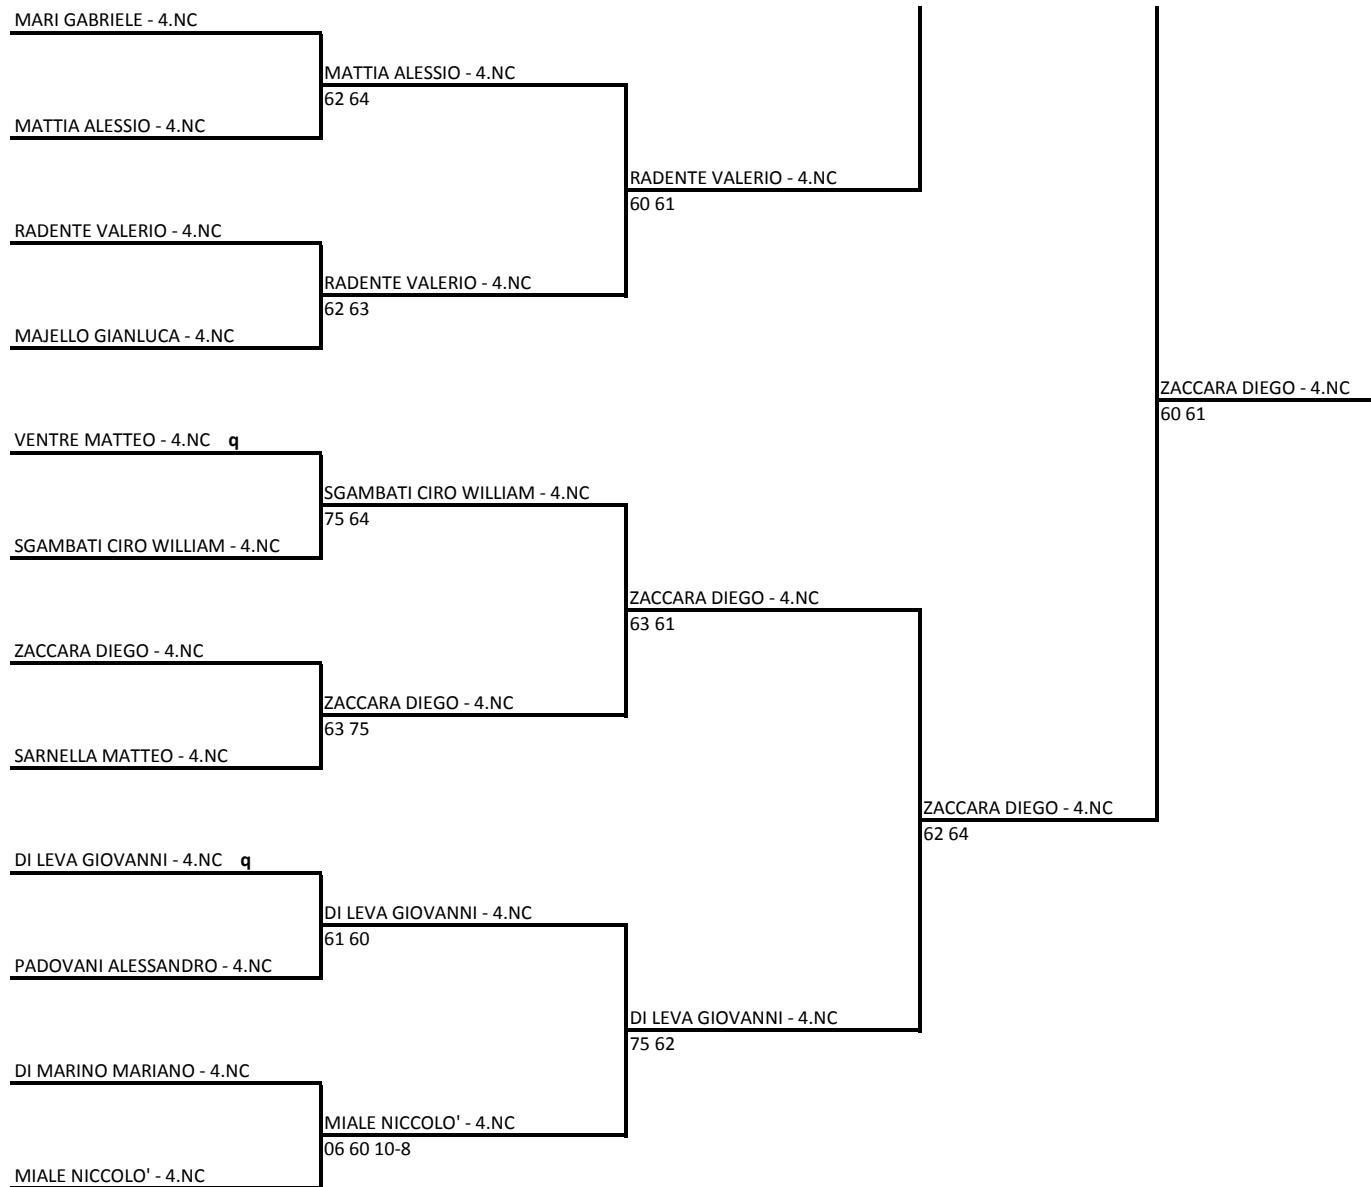 MARI GABRIELE - 4.NC
MATTIA ALESSIO - 4.NC
62 64
MATTIA ALESSIO - 4.NC
RADENTE VALERIO - 4.NC
60 61
RADENTE VALERIO - 4.NC
RADENTE VALERIO - 4.NC
62 63
MAJELLO GIANLUCA - 4.NC
ZACCARA DIEGO - 4.NC
60 61
VENTRE MATTEO - 4.NC q
SGAMBATI CIRO WILLIAM - 4.NC
75 64
SGAMBATI CIRO WILLIAM - 4.NC
ZACCARA DIEGO - 4.NC
63 61
ZACCARA DIEGO - 4.NC
ZACCARA DIEGO - 4.NC
63 75
SARNELLA MATTEO - 4.NC
ZACCARA DIEGO - 4.NC
62 64
DI LEVA GIOVANNI - 4.NC q
DI LEVA GIOVANNI - 4.NC
61 60
PADOVANI ALESSANDRO - 4.NC
DI LEVA GIOVANNI - 4.NC
75 62
DI MARINO MARIANO - 4.NC
MIALE NICCOLO' - 4.NC
06 60 10-8
MIALE NICCOLO' - 4.NC